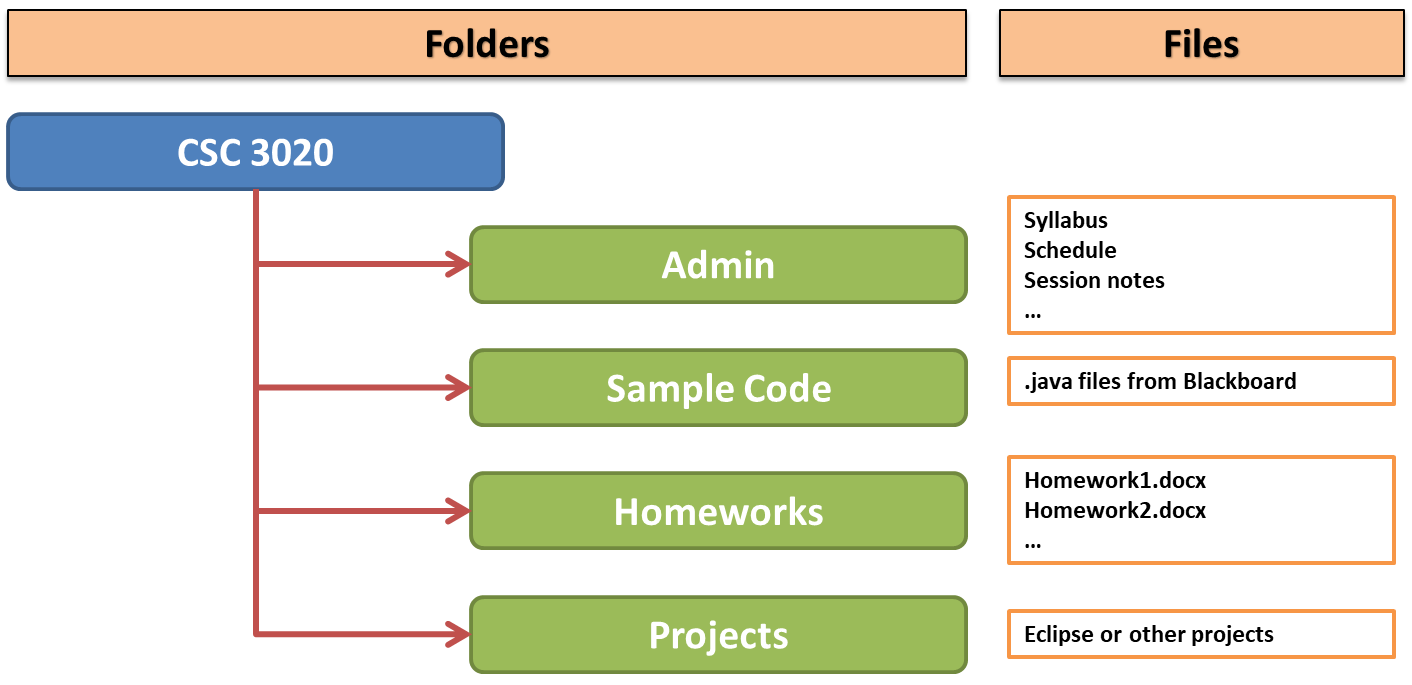 Folders
Files
CSC 3020
Admin
Syllabus
Schedule
Session notes
…
Sample Code
.java files from Blackboard
Homeworks
Homework1.docx
Homework2.docx
…
Projects
Eclipse or other projects